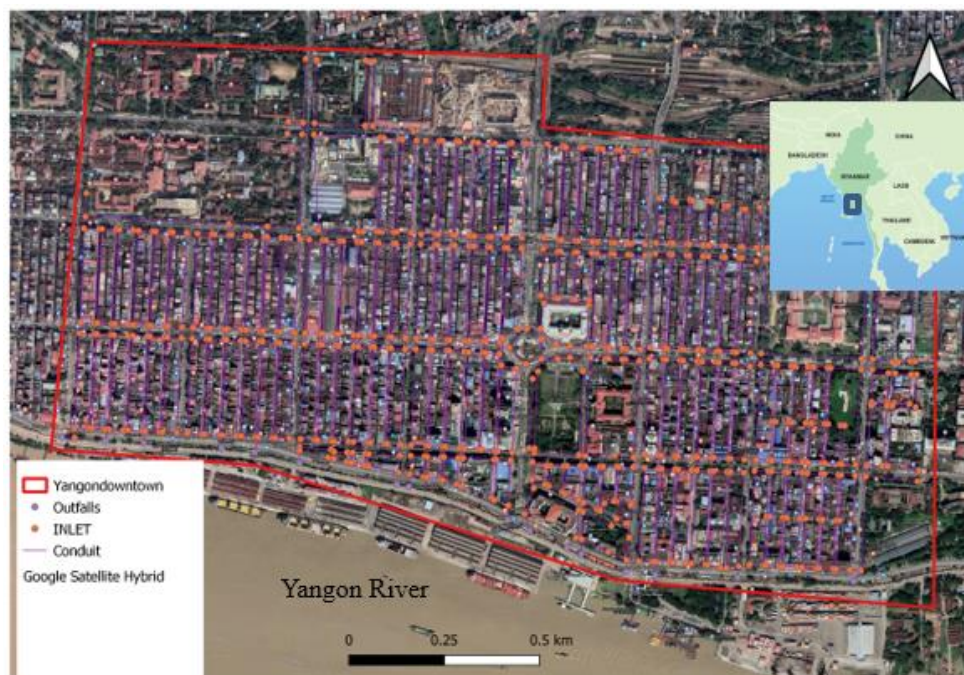 INDIA
CHINA
BANGLADESH
MYANMAR
LAOS
THAILAND
CAMBODIA
VIETNAM
Yangondowntown
Outfalls
INLET
Conduit
Google Satellite Hybrid
Yangon River
0 0.25 0.5 km